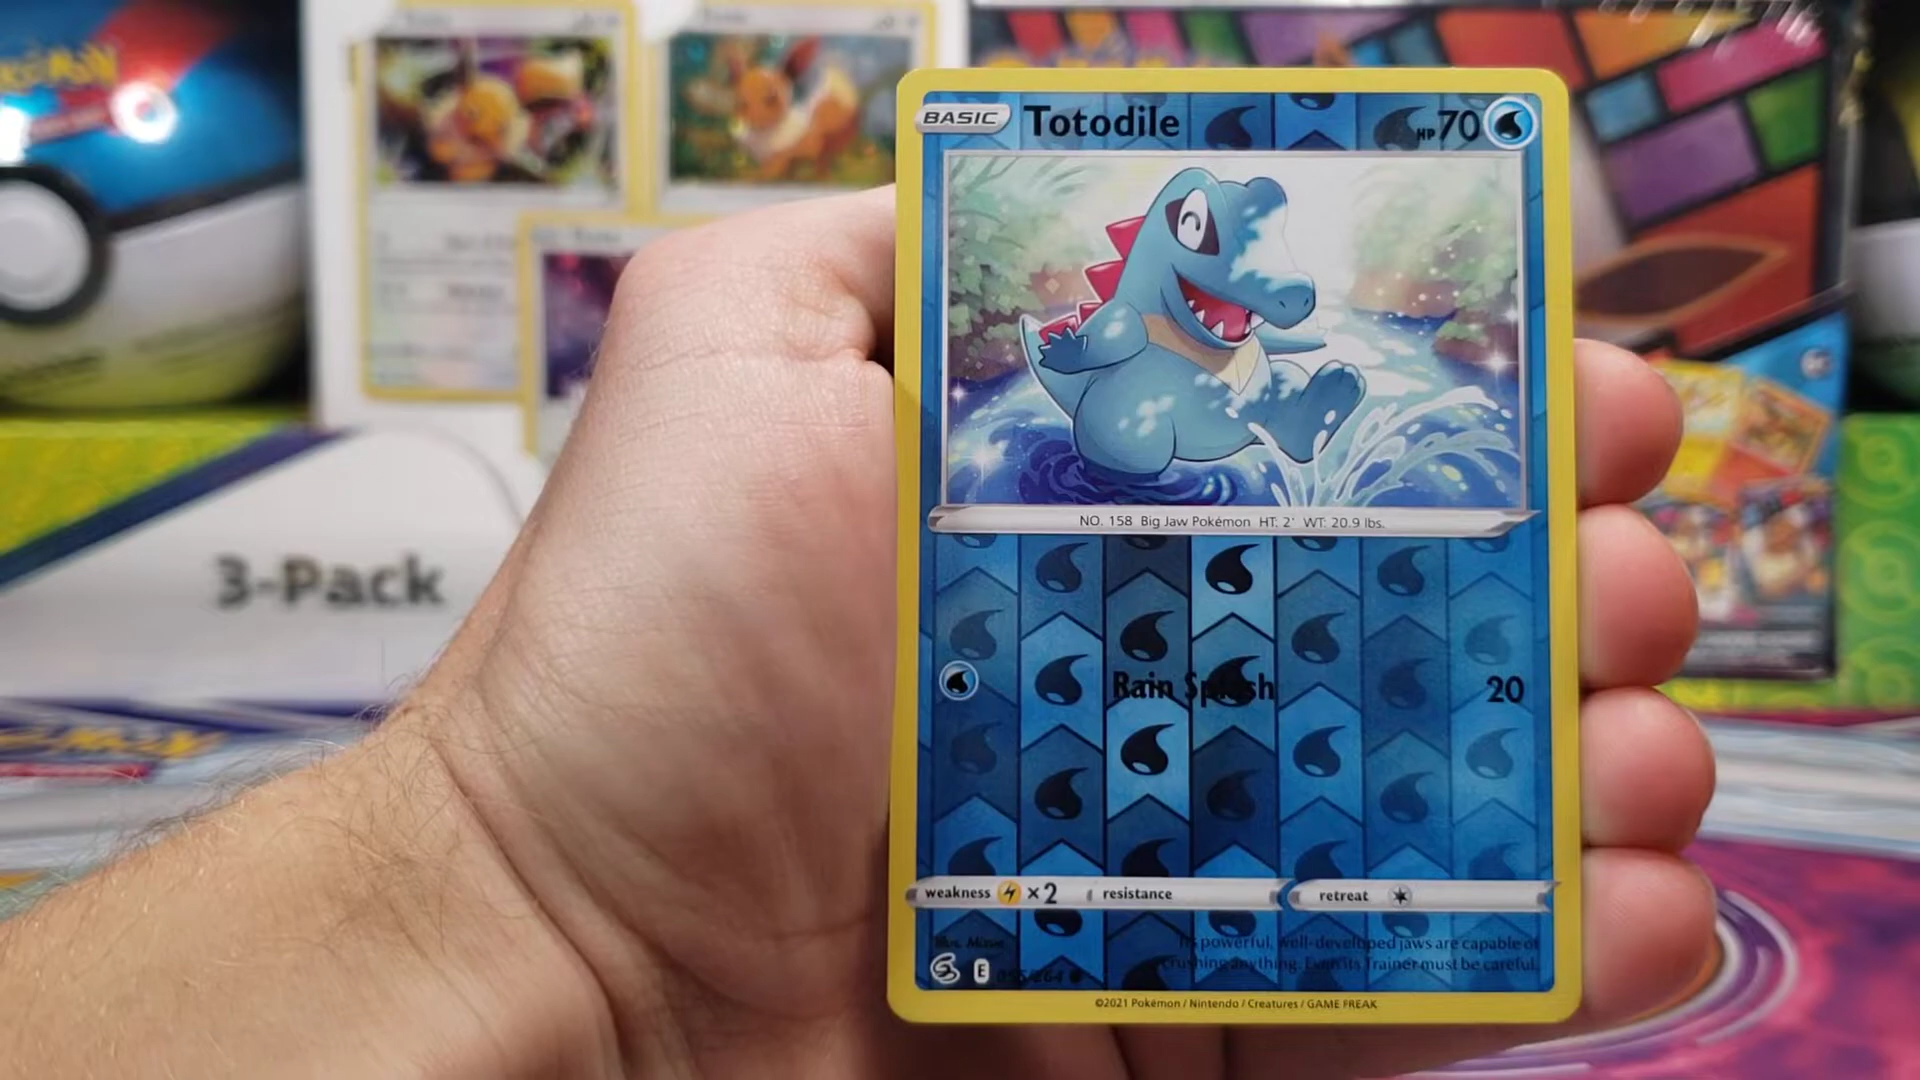 BASIC Totodile HP 70
NO. 158 Big Jaw Pokémon HT: 2' WT: 20.9 lbs.
3-Pack
Rain Splash 20
weakness ×2 resistance retreat
Its powerful, well-developed jaws are capable of
crushing anything. Even its Trainer must be careful.
E
©2021 Pokémon / Nintendo / Creatures / GAME FREAK